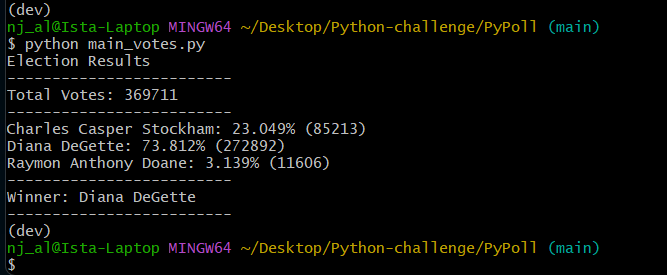 (dev)
nj_al@Ista-Laptop MINGW64 ~/Desktop/Python-challenge/PyPoll (main)
$ python main_votes.py
Election Results
-------------------------
Total Votes: 369711
-------------------------
Charles Casper Stockham: 23.049% (85213)
Diana DeGette: 73.812% (272892)
Raymon Anthony Doane: 3.139% (11606)
-------------------------
Winner: Diana DeGette
-------------------------
(dev)
nj_al@Ista-Laptop MINGW64 ~/Desktop/Python-challenge/PyPoll (main)
$